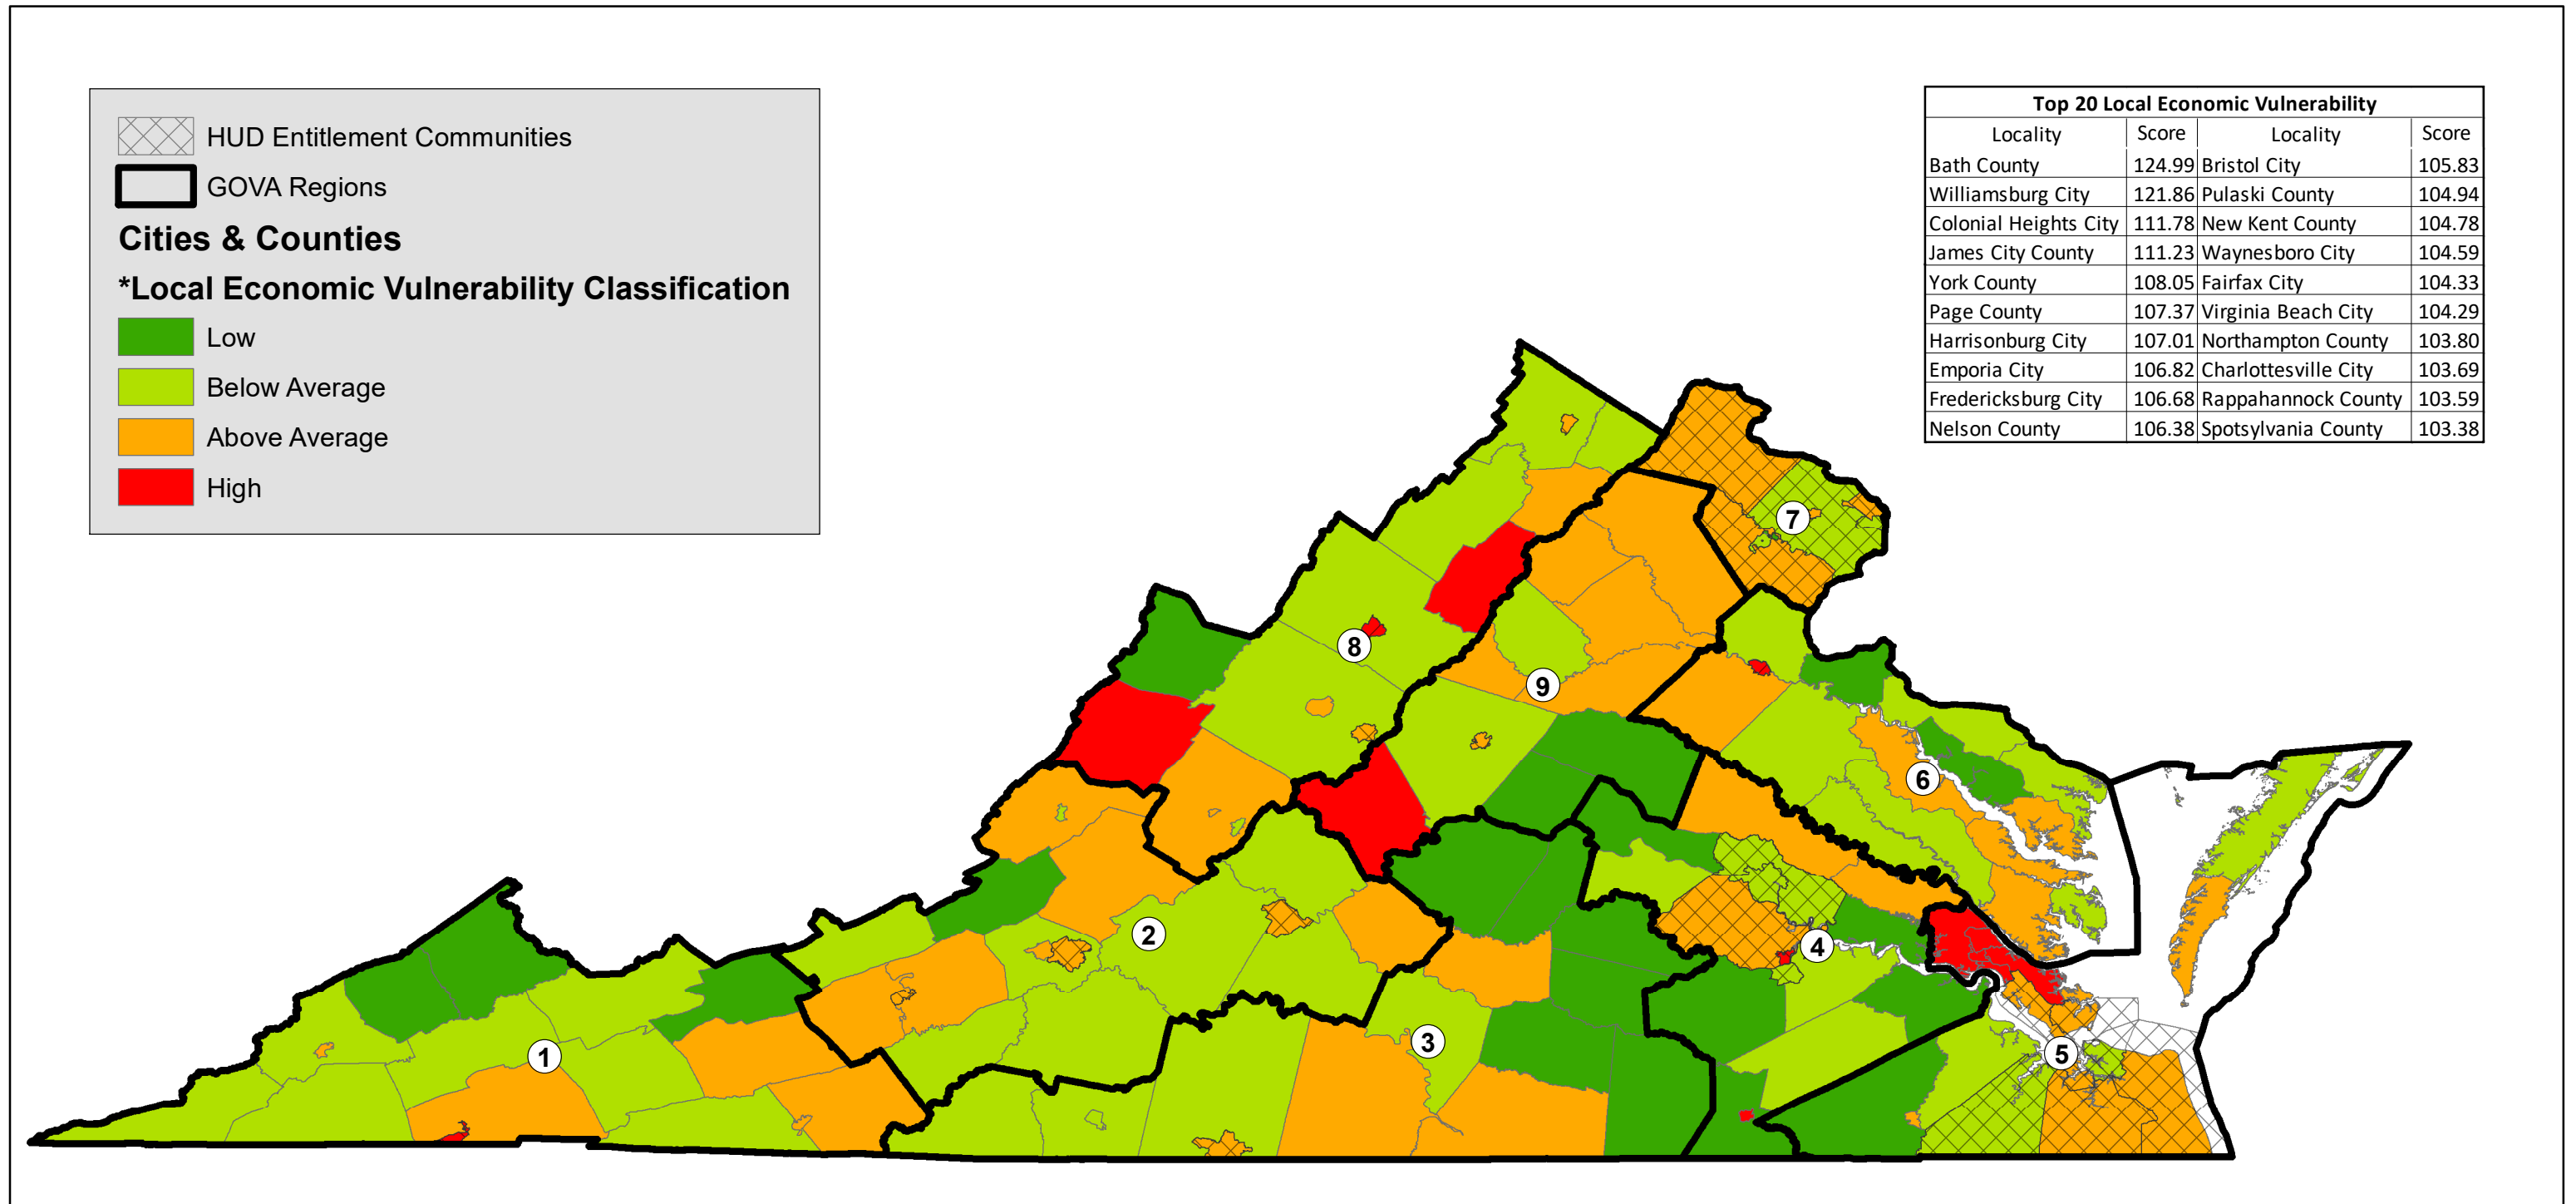 HUD Entitlement Communities
GOVA Regions
Cities & Counties
*Local Economic Vulnerability Classification
Low
Below Average
Above Average
High
Top 20 Local Economic Vulnerability
Locality Score Locality Score
Bath County 124.99 Bristol City 105.83
Williamsburg City 121.86 Pulaski County 104.94
Colonial Heights City 111.78 New Kent County 104.78
James City County 111.23 Waynesboro City 104.59
York County 108.05 Fairfax City 104.33
Page County 107.37 Virginia Beach City 104.29
Harrisonburg City 107.01 Northampton County 103.80
Emporia City 106.82 Charlottesville City 103.69
Fredericksburg City 106.68 Rappahannock County 103.59
Nelson County 106.38 Spotsylvania County 103.38
7
8
9
6
2
4
3
1
5